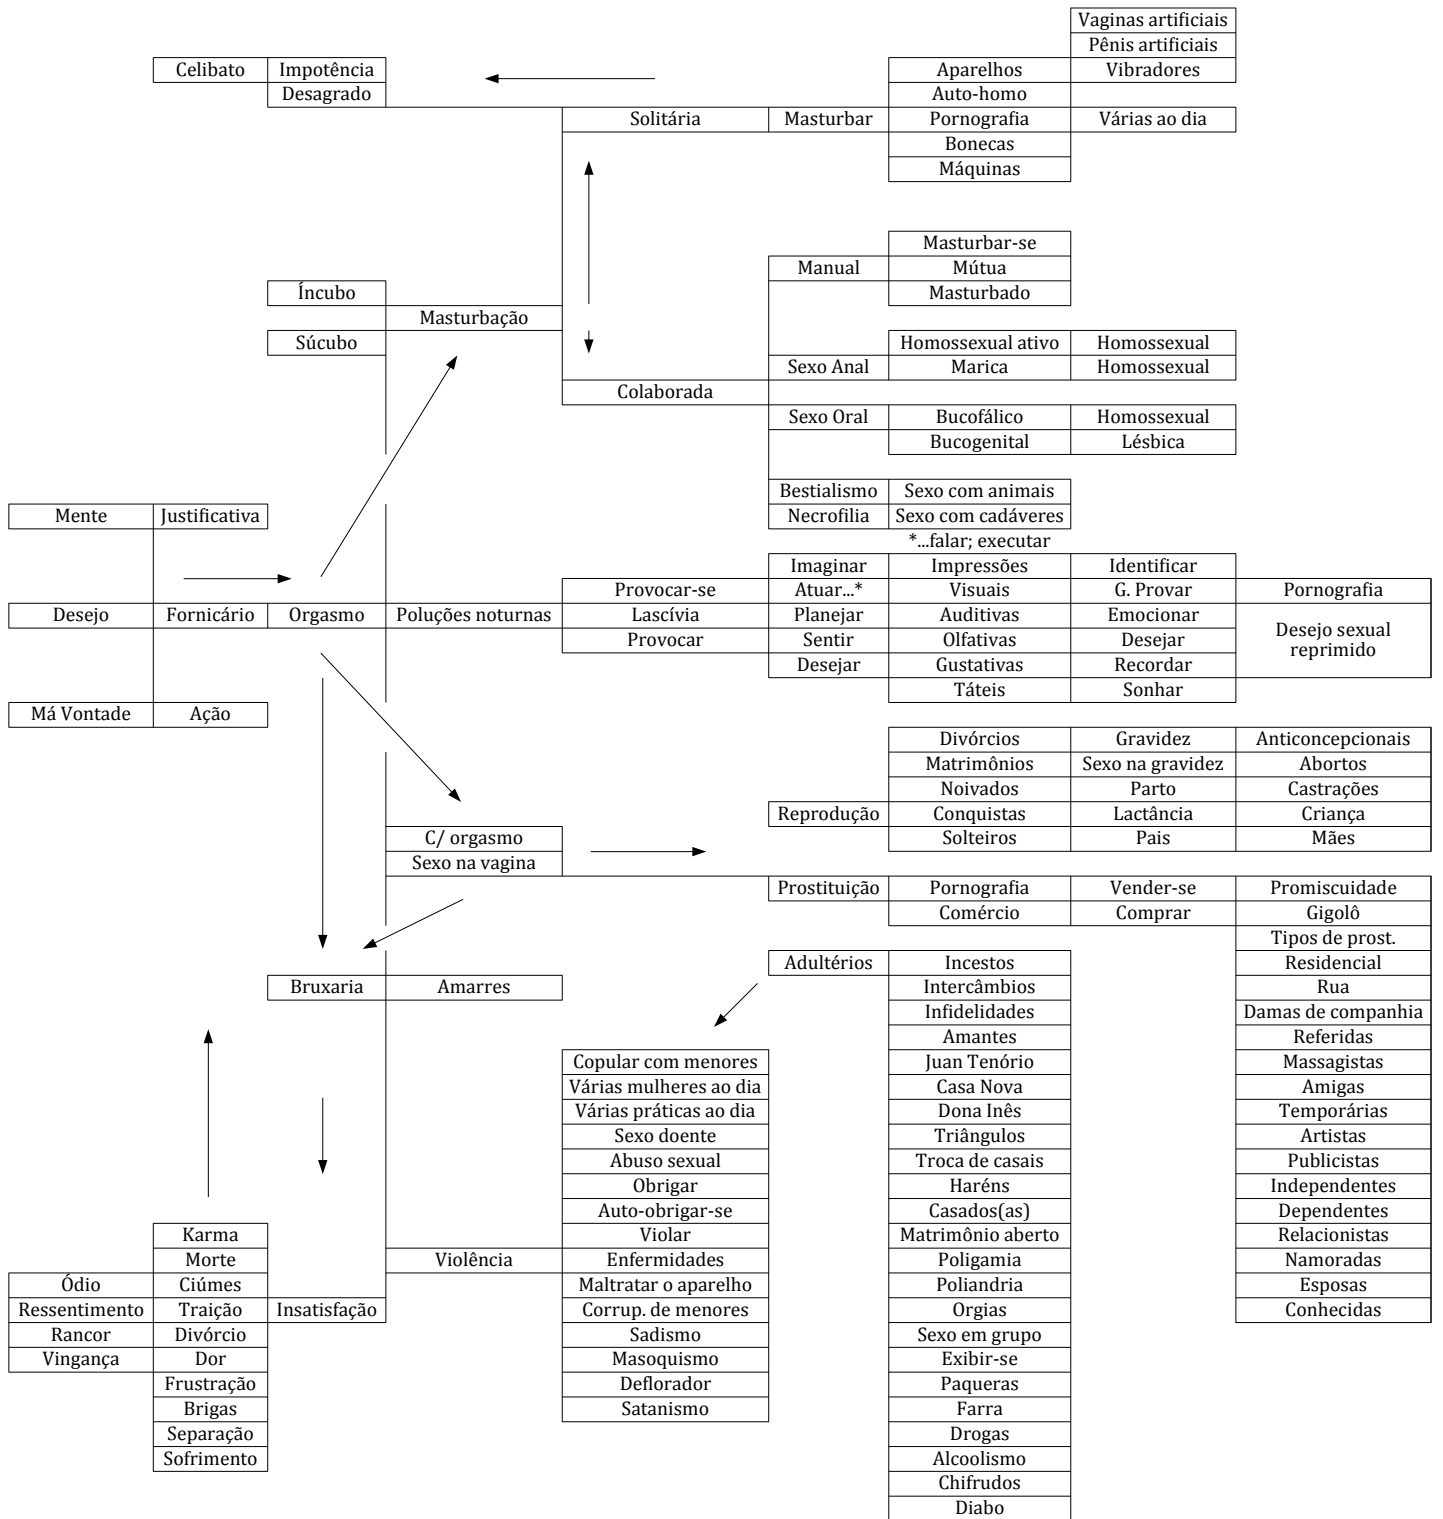 Vaginas artificiais
Pênis artificiais
Celibato Impotência Aparelhos Vibradores
Desagrado Auto-homo
Solitária Masturbar Pornografia Várias ao dia
Bonecas
Máquinas
Masturbar-se
Manual Mútua
Íncubo Masturbado
Masturbação
Súcubo Homossexual ativo Homossexual
Sexo Anal Marica Homossexual
Colaborada
Sexo Oral Bucofálico Homossexual
Bucogenital Lésbica
Bestialismo Sexo com animais
Mente Justificativa Necrofilia Sexo com cadáveres
*...falar; executar
Imaginar Impressões Identificar
Provocar-se Atuar...* Visuais G. Provar Pornografia
Desejo Fornicário Orgasmo Poluções noturnas Lascívia Planejar Auditivas Emocionar
Desejo sexual
Provocar Sentir Olfativas Desejar
reprimido
Desejar Gustativas Recordar
Táteis Sonhar
Má Vontade Ação
Divórcios Gravidez Anticoncepcionais
Matrimônios Sexo na gravidez Abortos
Noivados Parto Castrações
Reprodução Conquistas Lactância Criança
C/ orgasmo Solteiros Pais Mães
Sexo na vagina
Prostituição Pornografia Vender-se Promiscuidade
Comércio Comprar Gigolô
Tipos de prost.
Adultérios Incestos Residencial
Bruxaria Amarres Intercâmbios Rua
Infidelidades Damas de companhia
Amantes Referidas
Copular com menores Juan Tenório Massagistas
Várias mulheres ao dia Casa Nova Amigas
Várias práticas ao dia Dona Inês Temporárias
Sexo doente Triângulos Artistas
Abuso sexual Troca de casais Publicistas
Obrigar Haréns Independentes
Auto-obrigar-se Casados(as) Dependentes
Karma Violar Matrimônio aberto Relacionistas
Morte Violência Enfermidades Poligamia Namoradas
Ódio Ciúmes Maltratar o aparelho Poliandria Esposas
Ressentimento Traição Insatisfação Corrup. de menores Orgias Conhecidas
Rancor Divórcio Sadismo Sexo em grupo
Vingança Dor Masoquismo Exibir-se
Frustração Deflorador Paqueras
Brigas Satanismo Farra
Separação Drogas
Sofrimento Alcoolismo
Chifrudos
Diabo